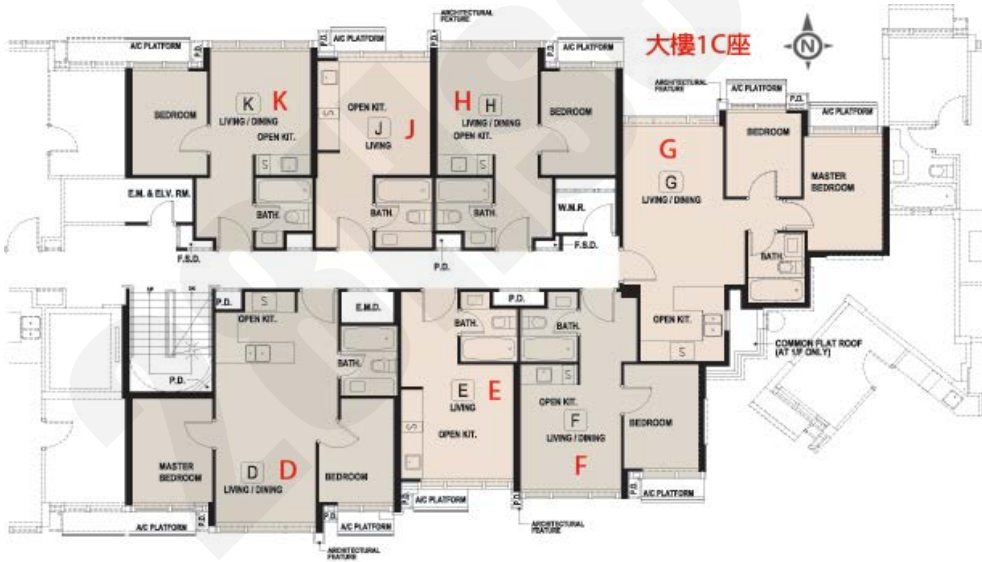 ARCHITECTURAL
FEATURE
大樓1C座
N
A/C PLATFORM
P.D.
P.D.
A/C PLATFORM
P.D.
P.D.
A/C PLATFORM
ARCHITECTURAL
FEATURE
A/C PLATFORM
P.D.
A/C PLATFORM
BEDROOM
K
K
LIVING / DINING
OPEN KIT.
S
OPEN KIT.
S
J
J
LIVING
H
H
LIVING / DINING
OPEN KIT.
S
BEDROOM
G
G
LIVING / DINING
BEDROOM
MASTER
BEDROOM
E.M. & ELV. RM.
BATH.
BATH.
BATH.
W.M.R.
F.S.D.
P.D.
F.S.D.
BATH.
P.D.
S
OPEN KIT.
E.M.D.
P.D.
BATH.
BATH.
OPEN KIT.
S
COMMON FLAT ROOF
(AT 1/F ONLY)
P.D.
BATH.
E
E
LIVING
S
OPEN KIT.
S
OPEN KIT.
F
LIVING / DINING
F
BEDROOM
MASTER
BEDROOM
D
D
LIVING / DINING
BEDROOM
A/C PLATFORM
P.D.
P.D.
A/C PLATFORM
P.D.
A/C PLATFORM
P.D.
P.D.
A/C PLATFORM
ARCHITECTURAL
FEATURE
ARCHITECTURAL
FEATURE